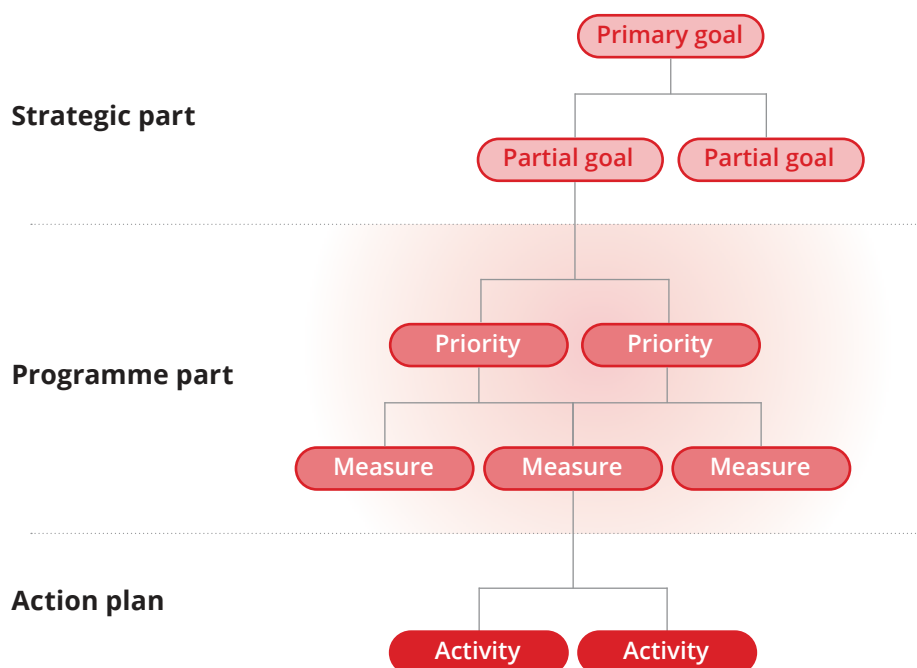 Primary goal
Strategic part
Partial goal Partial goal
Priority Priority
Programme part
Measure Measure Measure
Action plan
Activity Activity